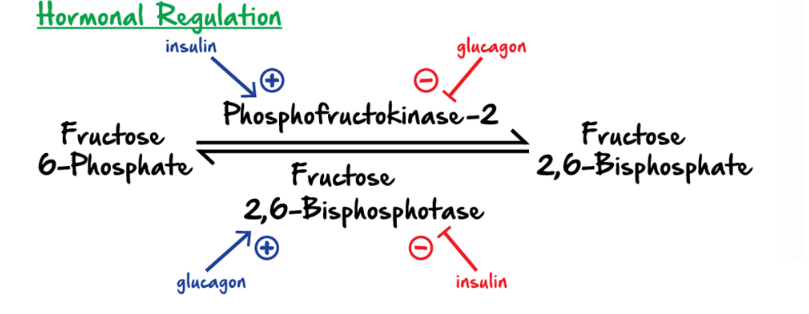 Hormonal Regulation
insulin
glucagon
+
−
Phosphofructokinase-2
Fructose
6-Phosphate
Fructose
2,6-Bisphosphate
Fructose
2,6-Bisphosphotase
+
−
glucagon
insulin